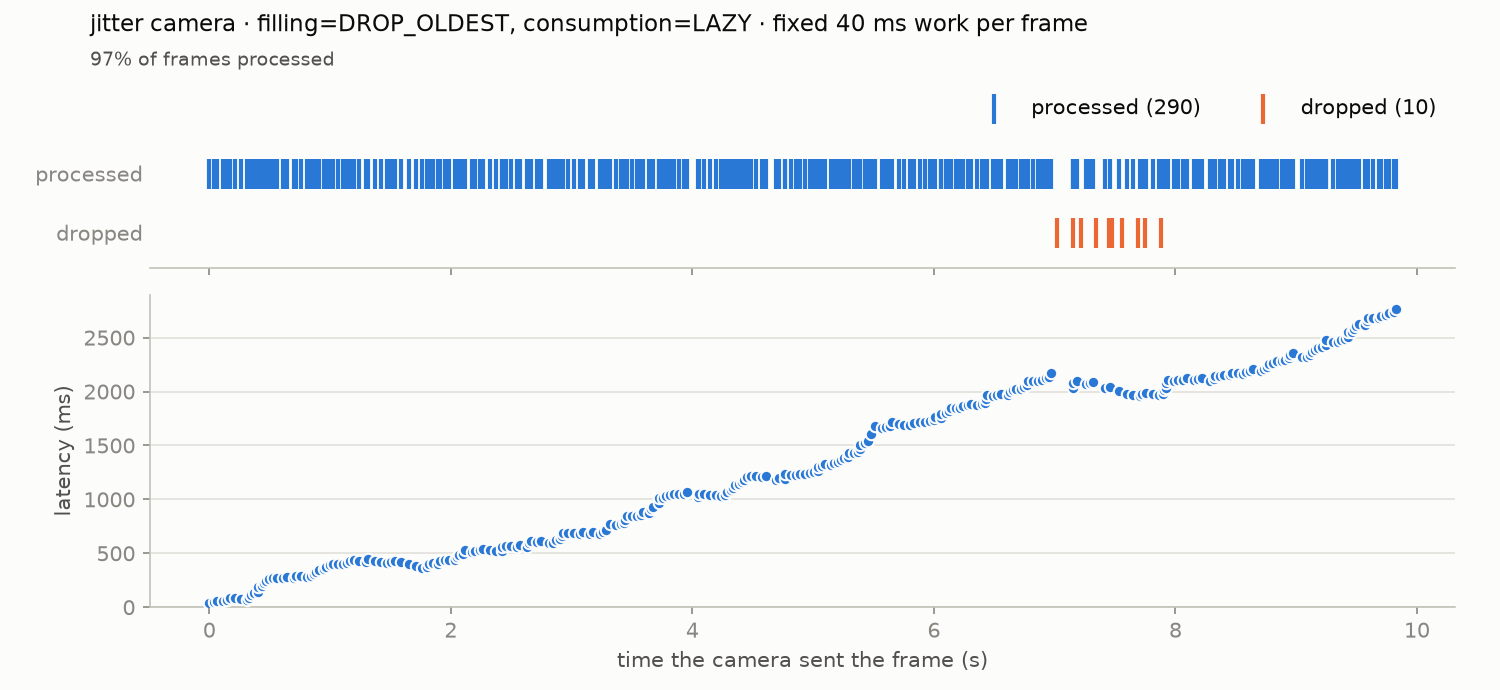 jitter camera · filling=DROP_OLDEST, consumption=LAZY · fixed 40 ms work per frame
97% of frames processed
processed (290)
dropped (10)
processed
dropped
latency (ms)
2500
2000
1500
1000
500
0
0 2 4 6 8 10
time the camera sent the frame (s)